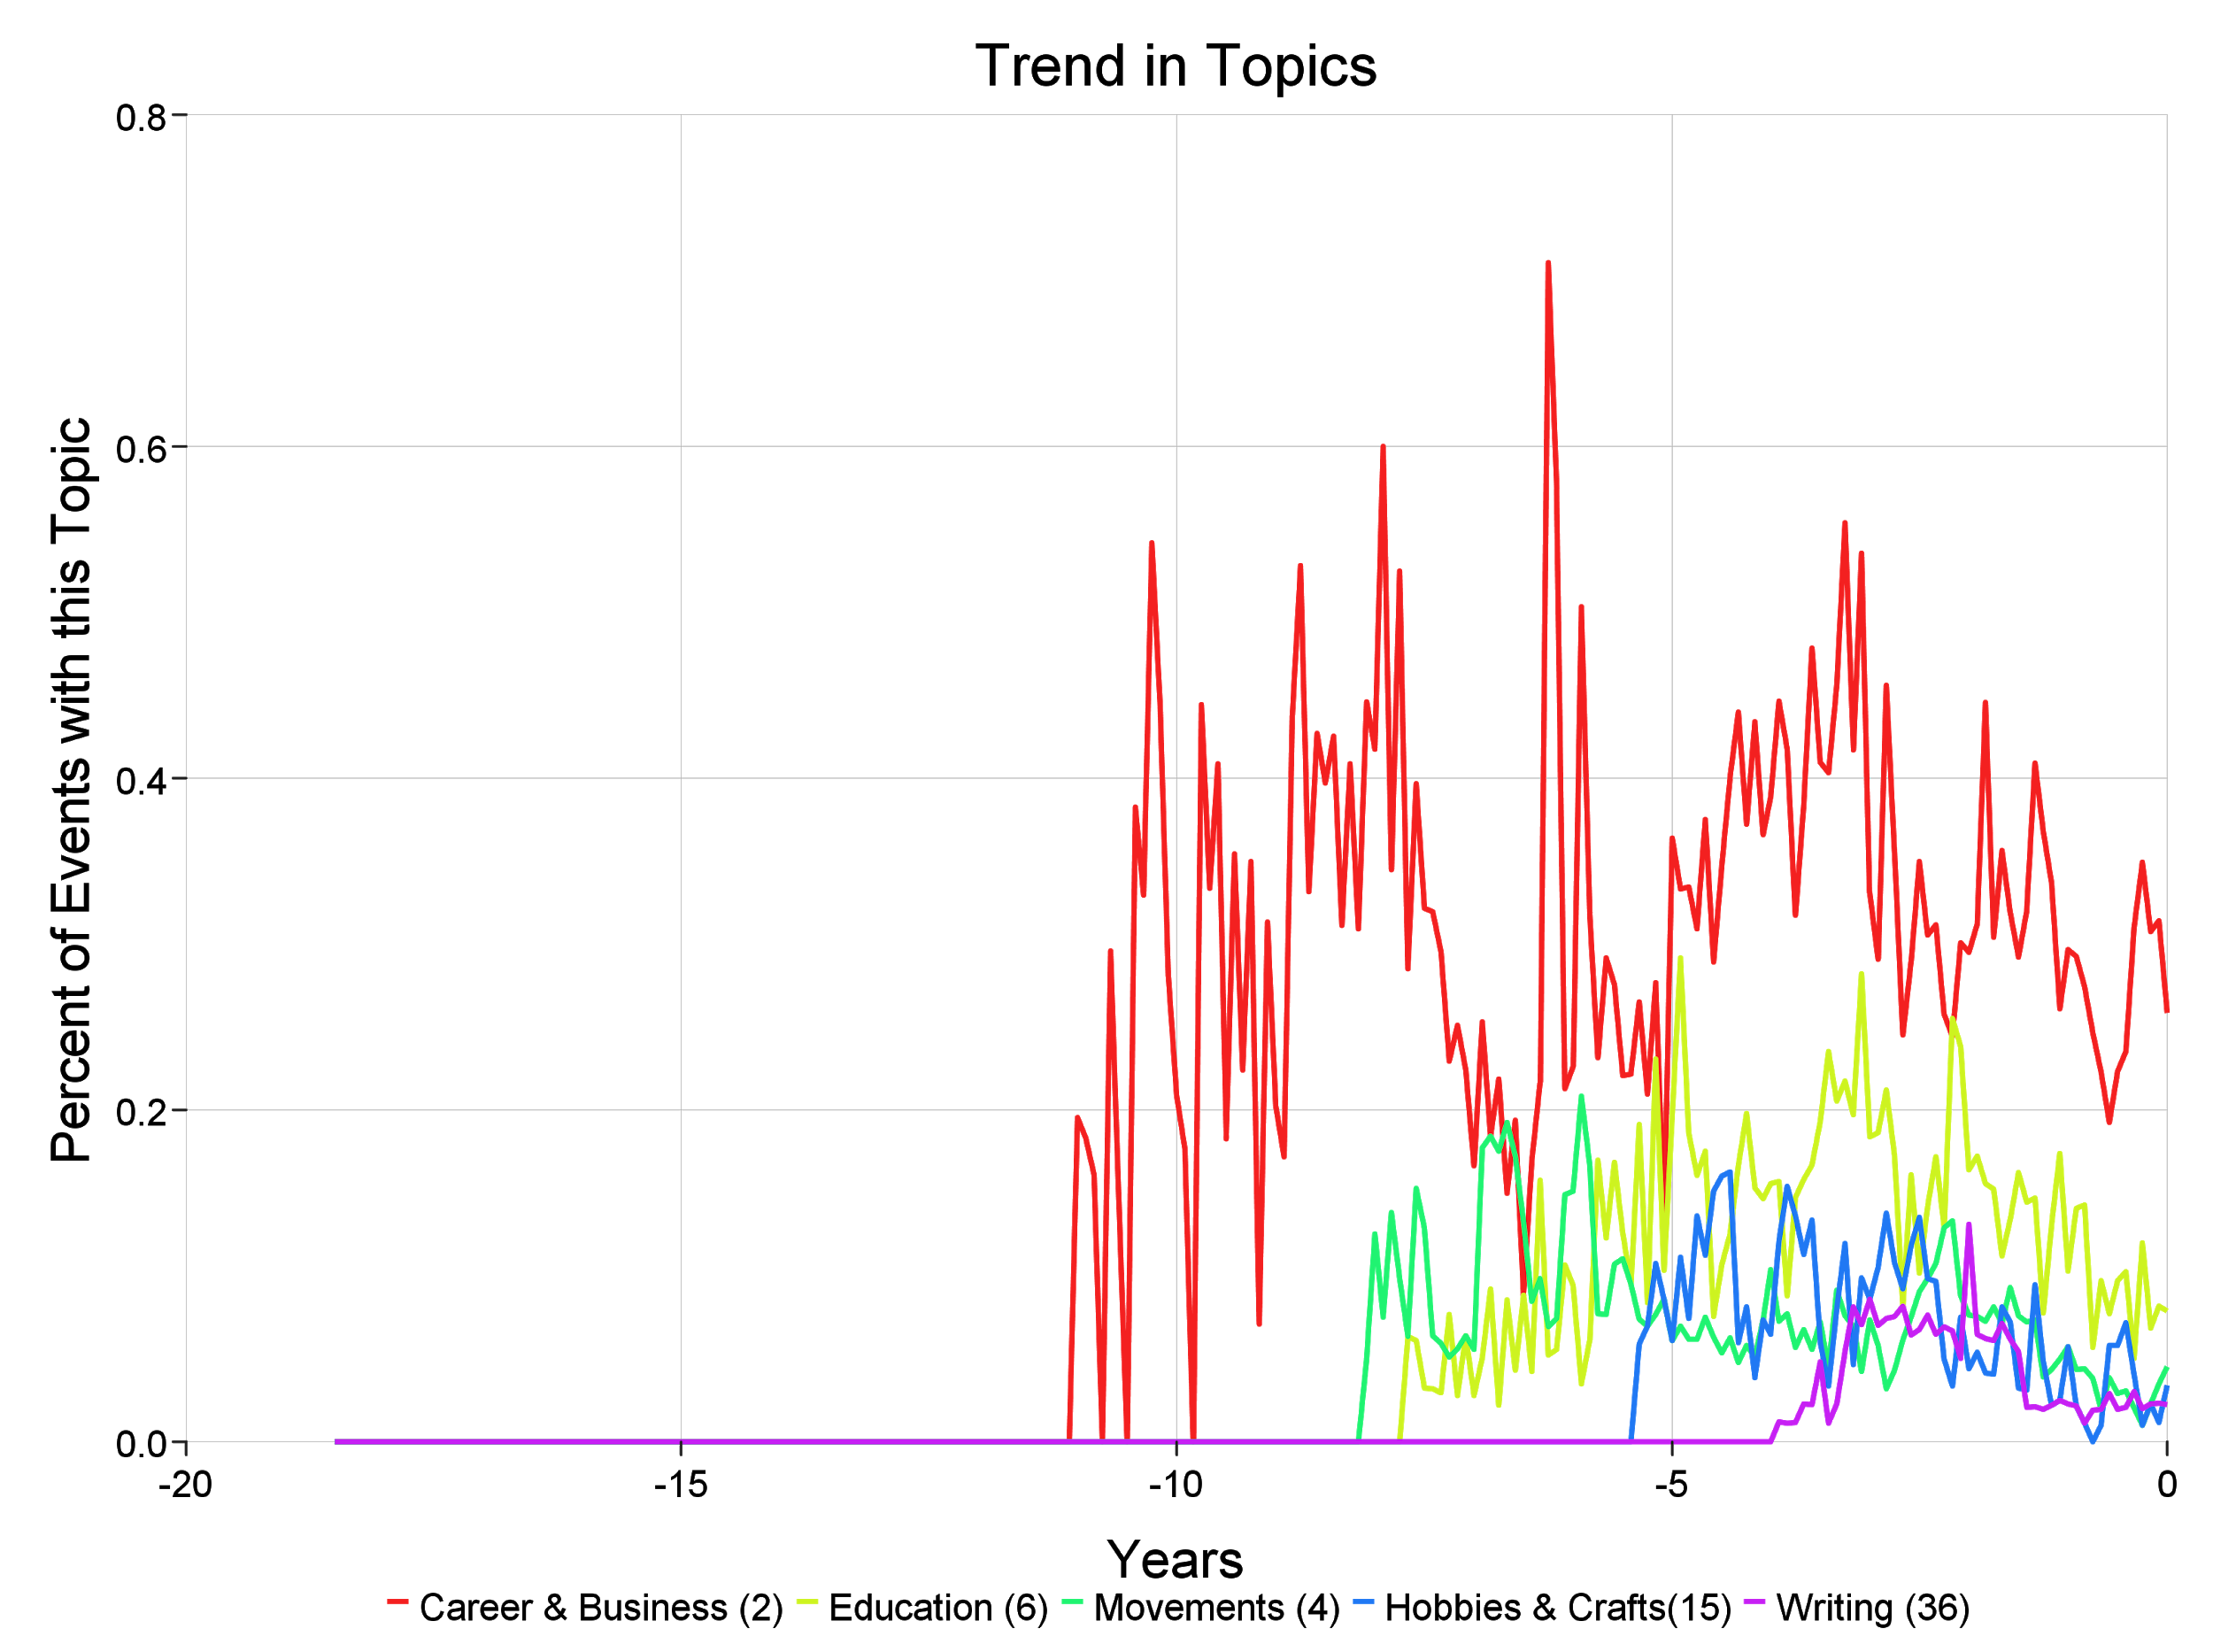 Trend in Topics
Percent of Events with this Topic
0.8
0.6
0.4
0.2
0.0
-20 -15 -10 -5 0
Years
Career & Business (2) Education (6) Movements (4) Hobbies & Crafts(15) Writing (36)